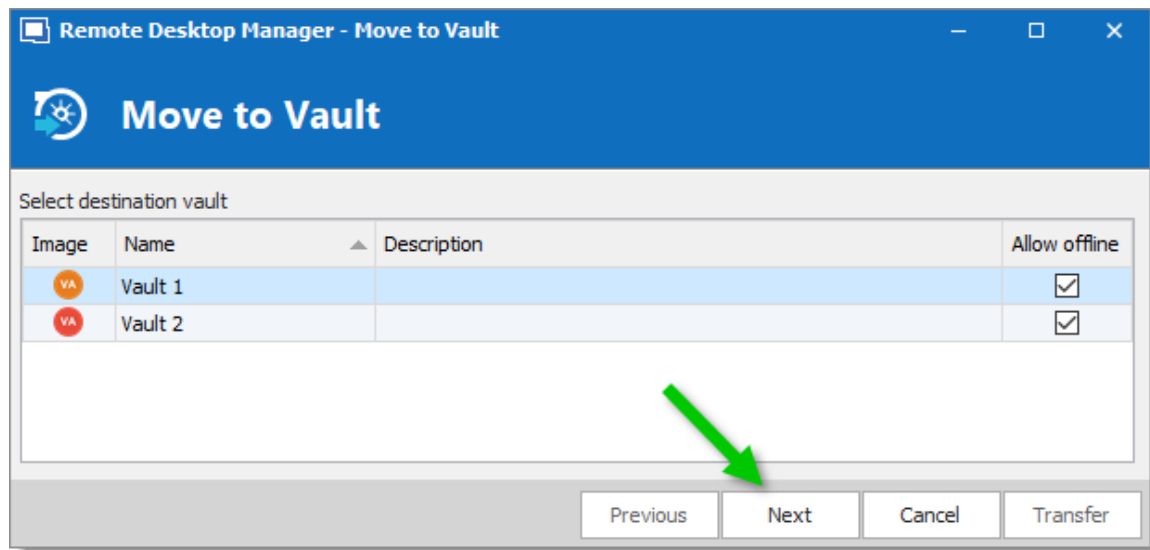 Remote Desktop Manager - Move to Vault
Move to Vault
Select destination vault
Image Name Description Allow offline
VA Vault 1
VA Vault 2
Previous Next Cancel Transfer